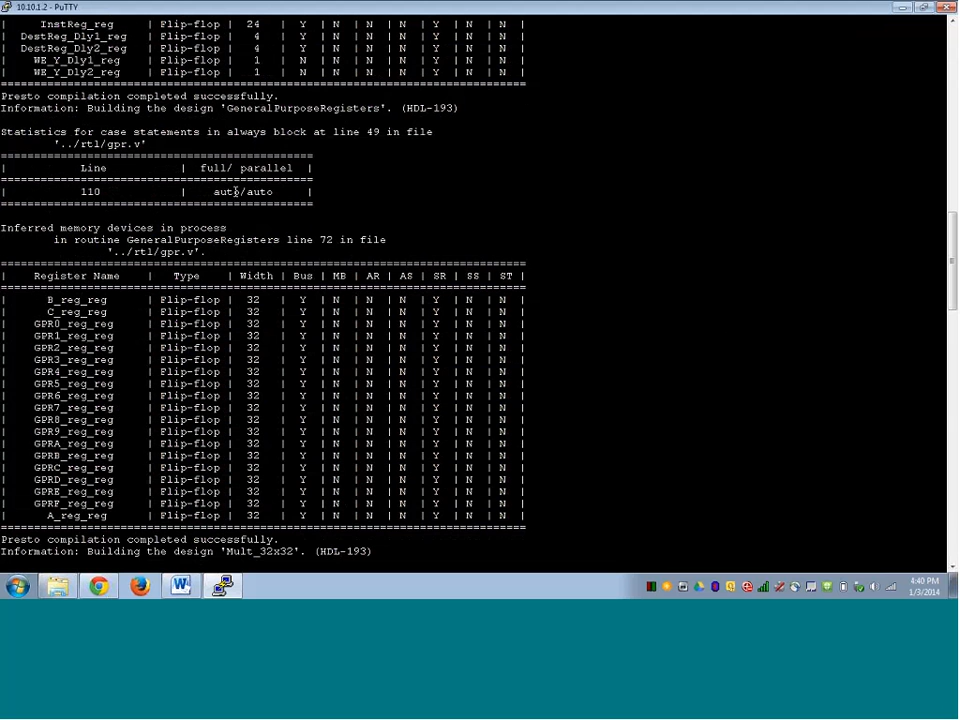 10.10.1.2 - PuTTY
| InstReg_reg | Flip-flop | 24 | Y | N | N | N | Y | N | N |
| DestReg_Dly1_reg | Flip-flop | 4 | Y | N | N | N | Y | N | N |
| DestReg_Dly2_reg | Flip-flop | 4 | Y | N | N | N | Y | N | N |
| WE_Y_Dly1_reg | Flip-flop | 1 | N | N | N | N | Y | N | N |
| WE_Y_Dly2_reg | Flip-flop | 1 | N | N | N | N | Y | N | N |
===============================================================================
Presto compilation completed successfully.
Information: Building the design 'GeneralPurposeRegisters'. (HDL-193)
Statistics for case statements in always block at line 49 in file
'../rtl/gpr.v'
===============================================
| Line | full/ parallel |
===============================================
| 110 | auto/auto |
===============================================
Inferred memory devices in process
in routine GeneralPurposeRegisters line 72 in file
'../rtl/gpr.v'.
===============================================================================
| Register Name | Type | Width | Bus | MB | AR | AS | SR | SS | ST |
===============================================================================
| B_reg_reg | Flip-flop | 32 | Y | N | N | N | Y | N | N |
| C_reg_reg | Flip-flop | 32 | Y | N | N | N | Y | N | N |
| GPR0_reg_reg | Flip-flop | 32 | Y | N | N | N | Y | N | N |
| GPR1_reg_reg | Flip-flop | 32 | Y | N | N | N | Y | N | N |
| GPR2_reg_reg | Flip-flop | 32 | Y | N | N | N | Y | N | N |
| GPR3_reg_reg | Flip-flop | 32 | Y | N | N | N | Y | N | N |
| GPR4_reg_reg | Flip-flop | 32 | Y | N | N | N | Y | N | N |
| GPR5_reg_reg | Flip-flop | 32 | Y | N | N | N | Y | N | N |
| GPR6_reg_reg | Flip-flop | 32 | Y | N | N | N | Y | N | N |
| GPR7_reg_reg | Flip-flop | 32 | Y | N | N | N | Y | N | N |
| GPR8_reg_reg | Flip-flop | 32 | Y | N | N | N | Y | N | N |
| GPR9_reg_reg | Flip-flop | 32 | Y | N | N | N | Y | N | N |
| GPRA_reg_reg | Flip-flop | 32 | Y | N | N | N | Y | N | N |
| GPRB_reg_reg | Flip-flop | 32 | Y | N | N | N | Y | N | N |
| GPRC_reg_reg | Flip-flop | 32 | Y | N | N | N | Y | N | N |
| GPRD_reg_reg | Flip-flop | 32 | Y | N | N | N | Y | N | N |
| GPRE_reg_reg | Flip-flop | 32 | Y | N | N | N | Y | N | N |
| GPRF_reg_reg | Flip-flop | 32 | Y | N | N | N | Y | N | N |
| A_reg_reg | Flip-flop | 32 | Y | N | N | N | Y | N | N |
===============================================================================
Presto compilation completed successfully.
Information: Building the design 'Mult_32x32'. (HDL-193)
4:40 PM
1/3/2014